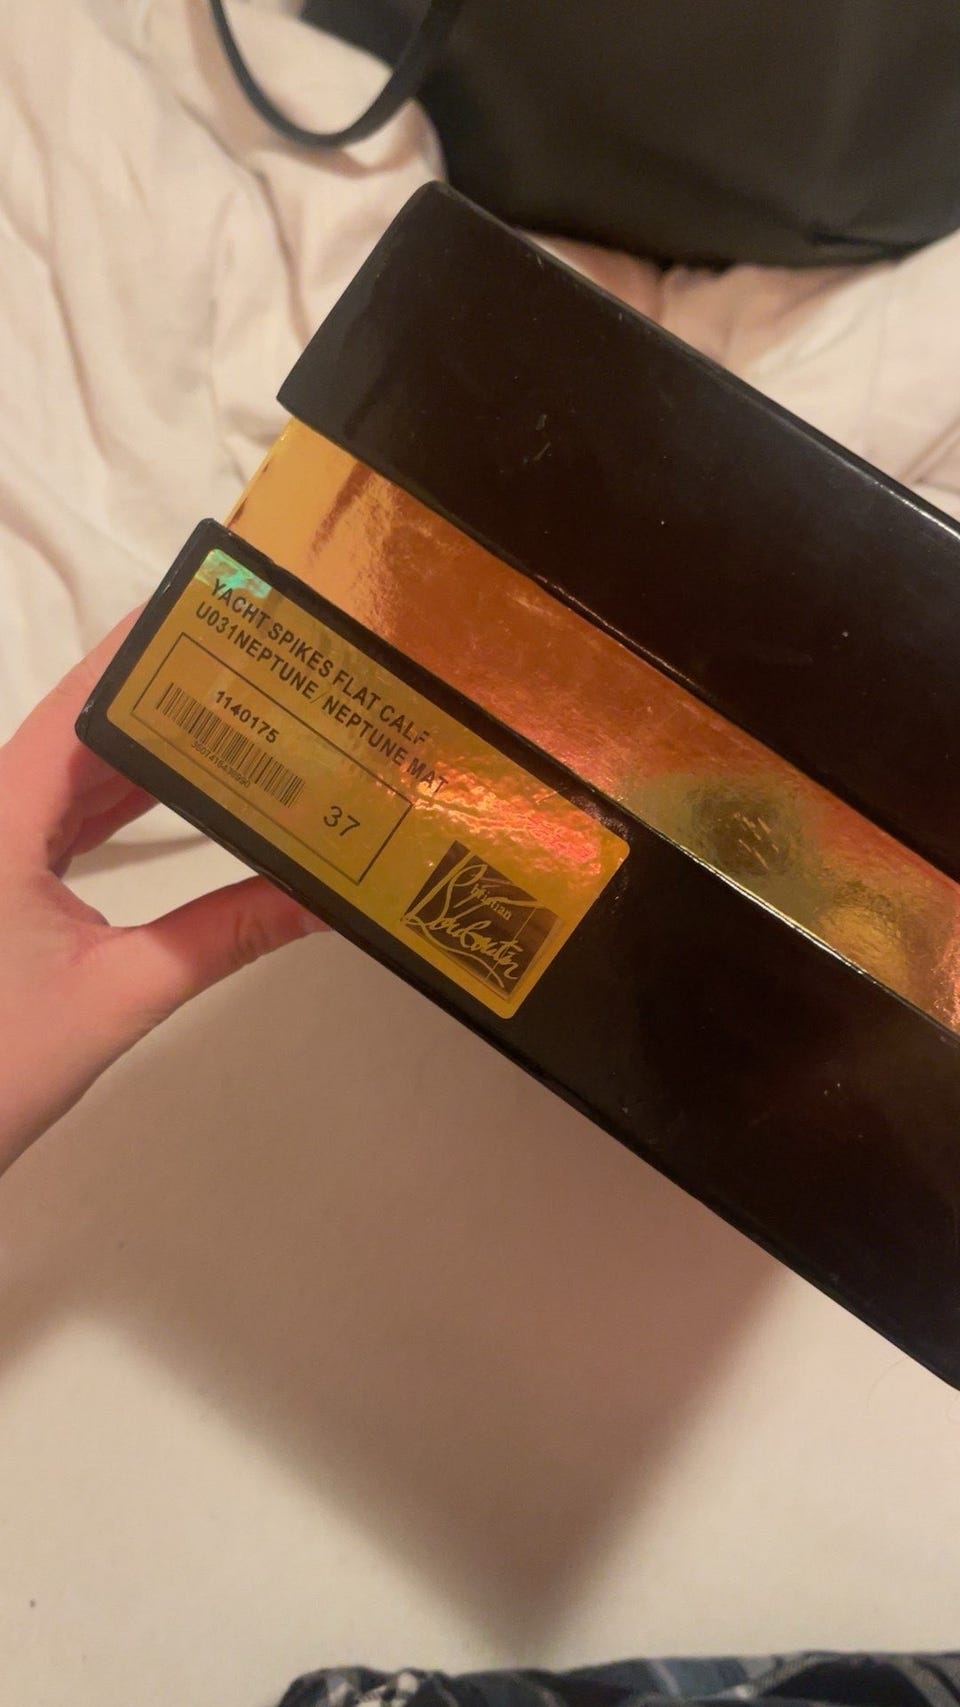 YACHT SPIKES FLAT CALF
U031NEPTUNE/NEPTUNE MAT
1140175
37
Christian
Louboutin